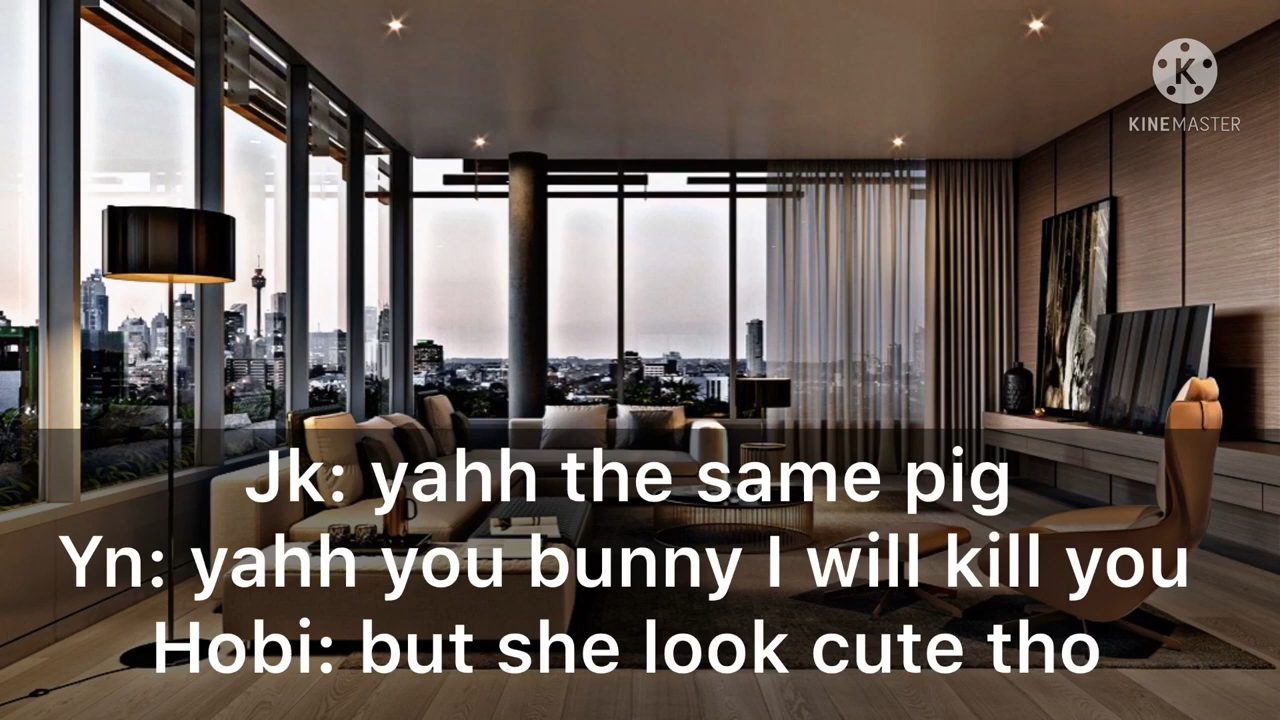 KINEMASTER
Jk: yahh the same pig
Yn: yahh you bunny I will kill you
Hobi: but she look cute tho